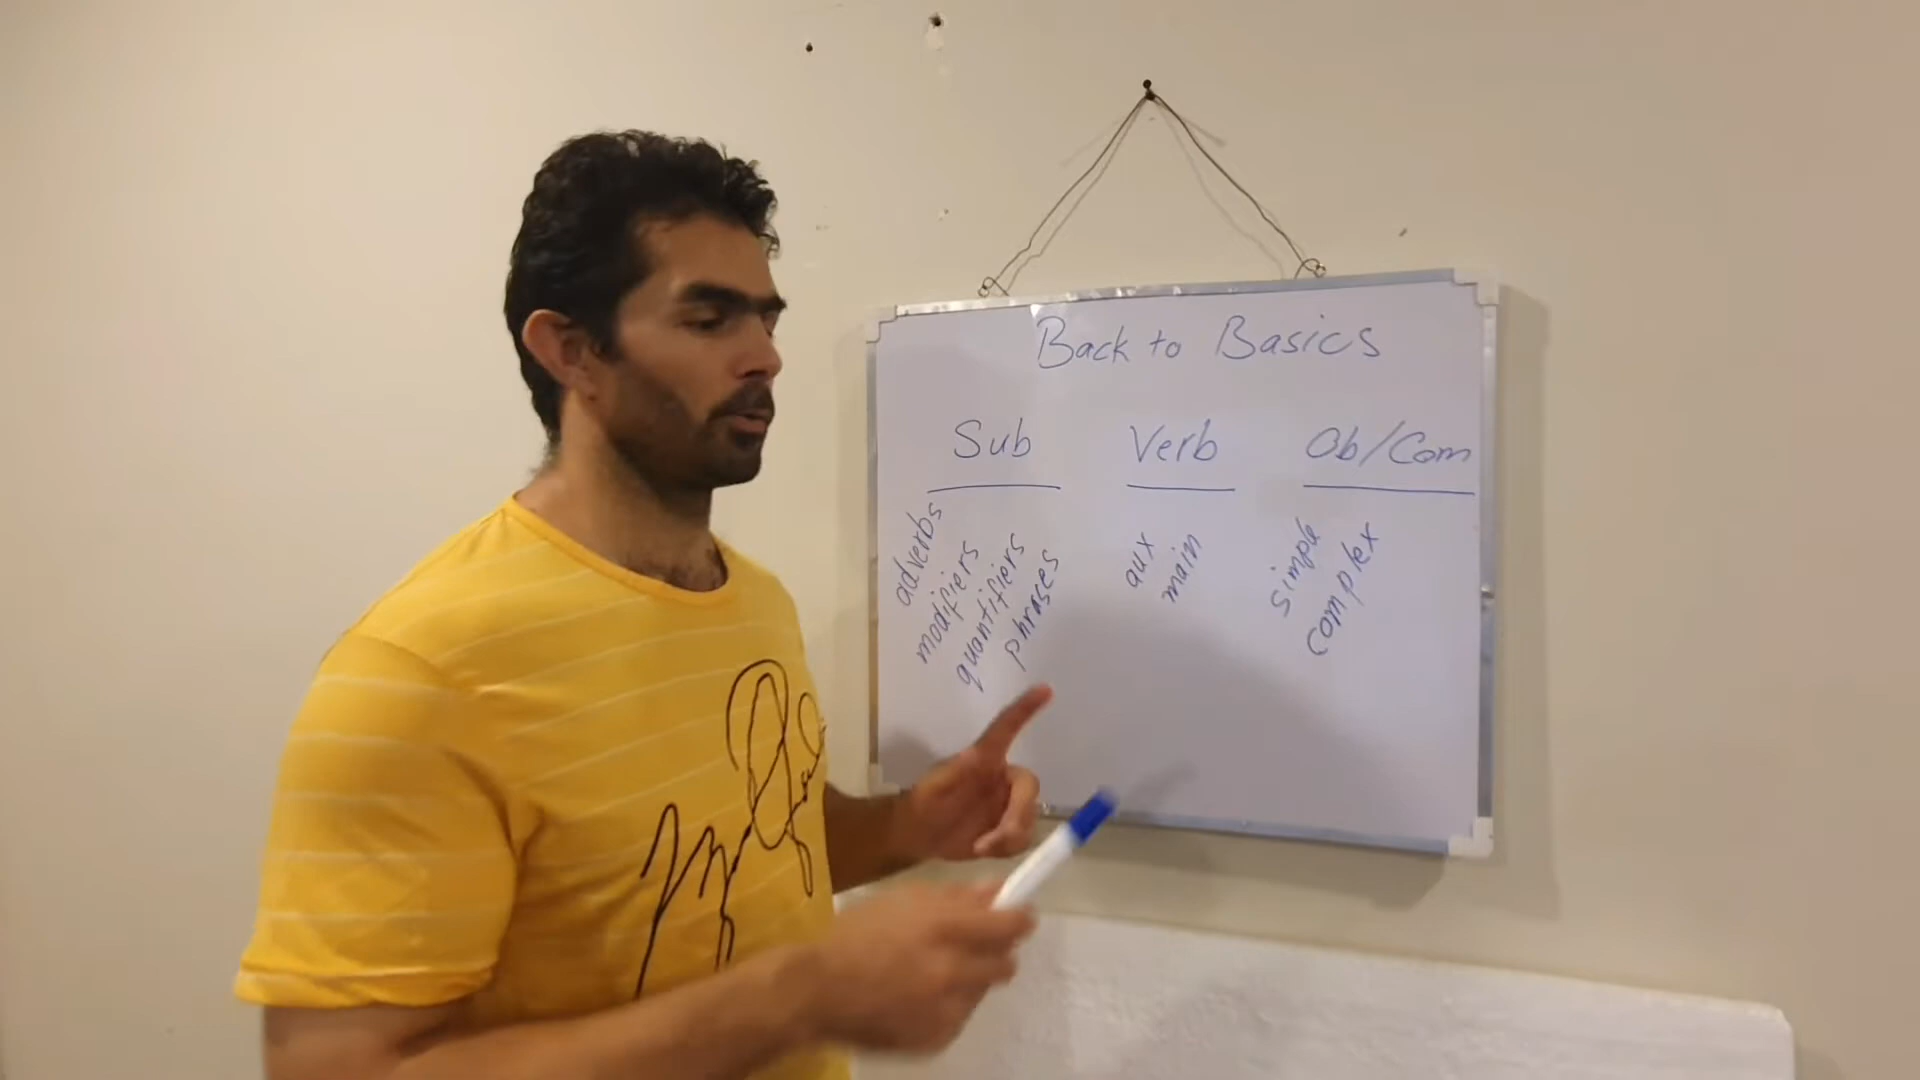 Back to Basics
Sub Verb Ob/Com
adverbs
modifiers
quantifiers
phrases
aux
main
simple
complex